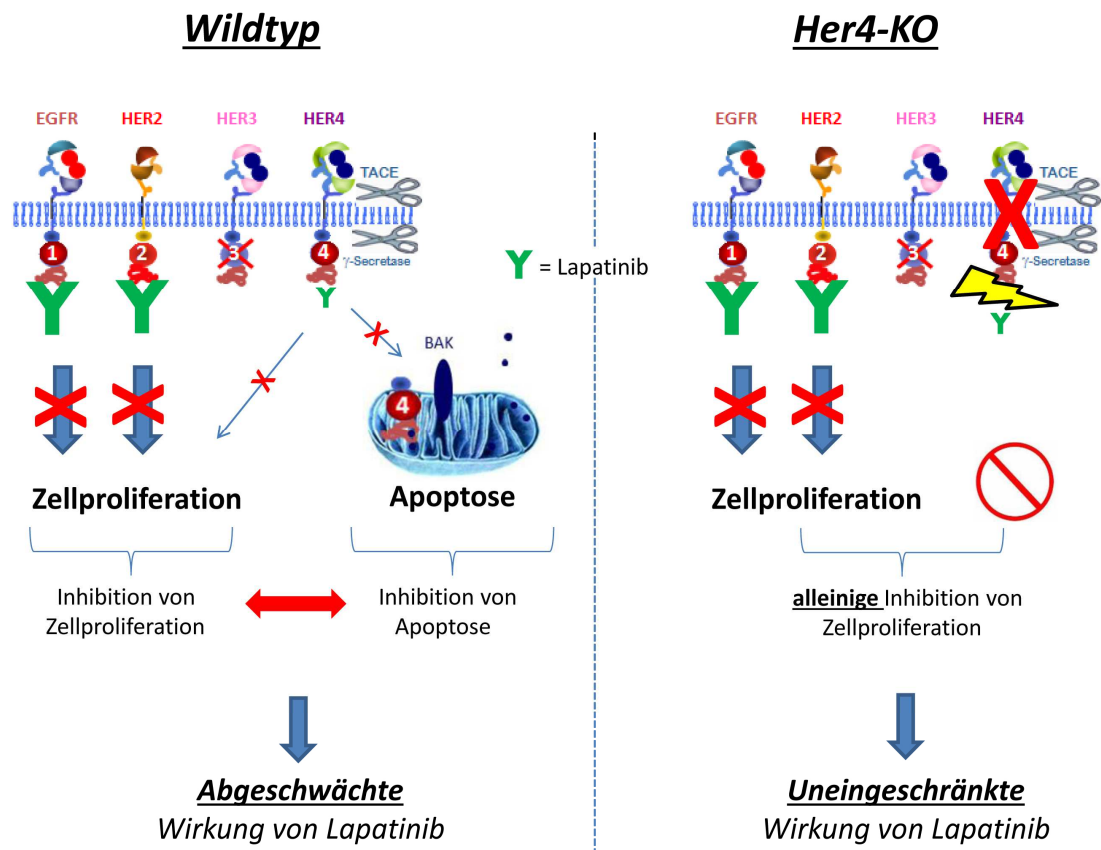 Wildtyp
EGFR HER2 HER3 HER4
TACE
1 2 3 4
γ-Secretase
Y = Lapatinib
BAK
4
Zellproliferation
Apoptose
Inhibition von
Zellproliferation
Inhibition von
Apoptose
Abgeschwächte
Wirkung von Lapatinib
Her4-KO
EGFR HER2 HER3 HER4
TACE
1 2 3 4
γ-Secretase
Zellproliferation
alleinige Inhibition von
Zellproliferation
Uneingeschränkte
Wirkung von Lapatinib